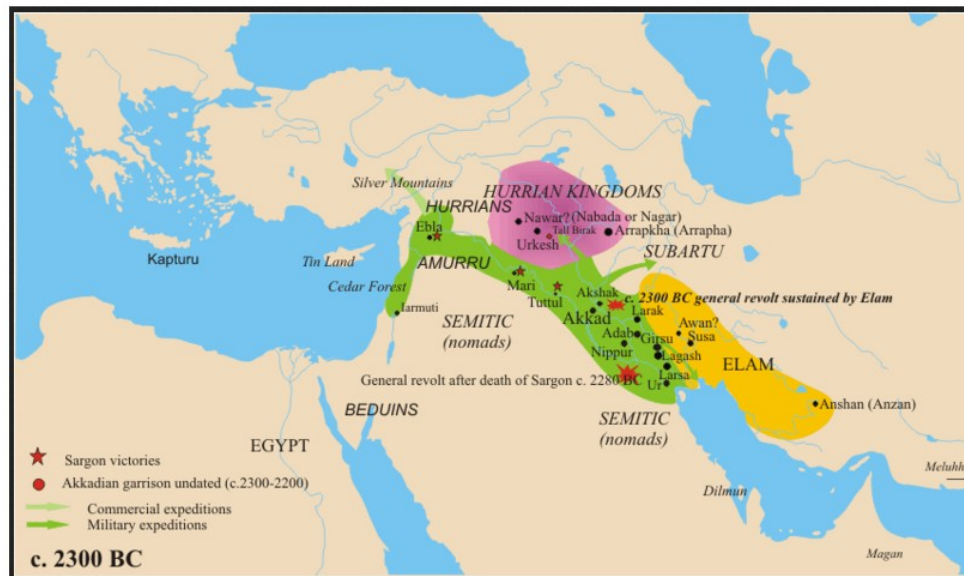 Silver Mountains
HURRIAN KINGDOMS
HURRIANS
Nawar? (Nabada or Nagar)
Tall Birak
Arrapkha (Arrapha)
Ebla
Urkesh
SUBARTU
Kapturu
Tin Land
AMURRU
Cedar Forest
Mari
Tuttul
Akshak
c. 2300 BC general revolt sustained by Elam
Iarmuti
Akkad
Larak
SEMITIC
(nomads)
Awan?
Adab
Girsu
Susa
Nippur
Lagash
ELAM
General revolt after death of Sargon c. 2280 BC
Larsa
Ur
Anshan (Anzan)
BEDUINS
SEMITIC
(nomads)
EGYPT
Sargon victories
Meluhh
Akkadian garrison undated (c.2300-2200)
Dilmun
Commercial expeditions
Military expeditions
Magan
c. 2300 BC